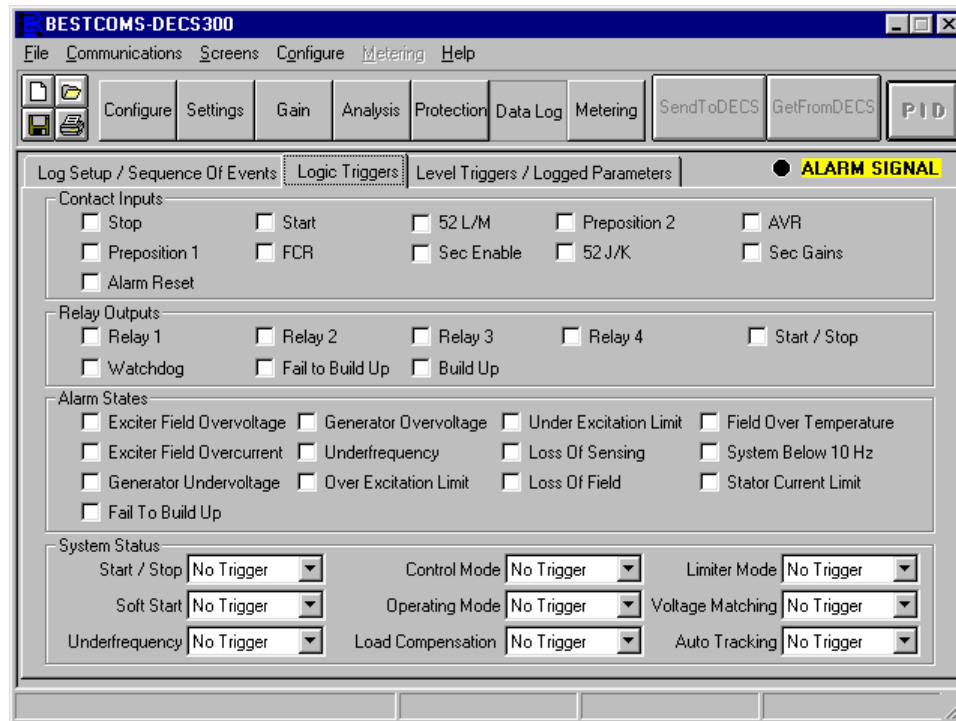 BESTCOMS-DECS300
File Communications Screens Configure Metering Help
Configure Settings Gain Analysis Protection Data Log Metering SendToDECS GetFromDECS PID
Log Setup / Sequence Of Events Logic Triggers Level Triggers / Logged Parameters ALARM SIGNAL
Contact Inputs
Stop Start 52 L/M Preposition 2 AVR
Preposition 1 FCR Sec Enable 52 J/K Sec Gains
Alarm Reset
Relay Outputs
Relay 1 Relay 2 Relay 3 Relay 4 Start / Stop
Watchdog Fail to Build Up Build Up
Alarm States
Exciter Field Overvoltage Generator Overvoltage Under Excitation Limit Field Over Temperature
Exciter Field Overcurrent Underfrequency Loss Of Sensing System Below 10 Hz
Generator Undervoltage Over Excitation Limit Loss Of Field Stator Current Limit
Fail To Build Up
System Status
Start / Stop No Trigger Control Mode No Trigger Limiter Mode No Trigger
Soft Start No Trigger Operating Mode No Trigger Voltage Matching No Trigger
Underfrequency No Trigger Load Compensation No Trigger Auto Tracking No Trigger